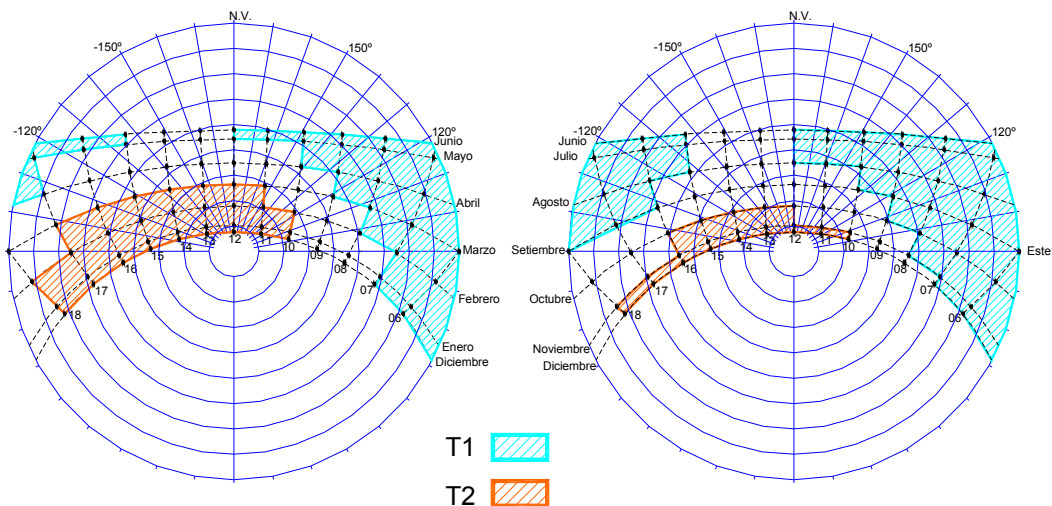 N.V.
-150º
150º
-120º
120º
Junio
Mayo
Abril
Marzo
Febrero
Enero
Diciembre
12
11
10
09
08
07
06
13
14
15
16
17
18
N.V.
-150º
150º
-120º
120º
Junio
Julio
Agosto
Setiembre
Octubre
Noviembre
Diciembre
Este
12
11
10
09
08
07
06
13
14
15
16
17
18
T1
T2